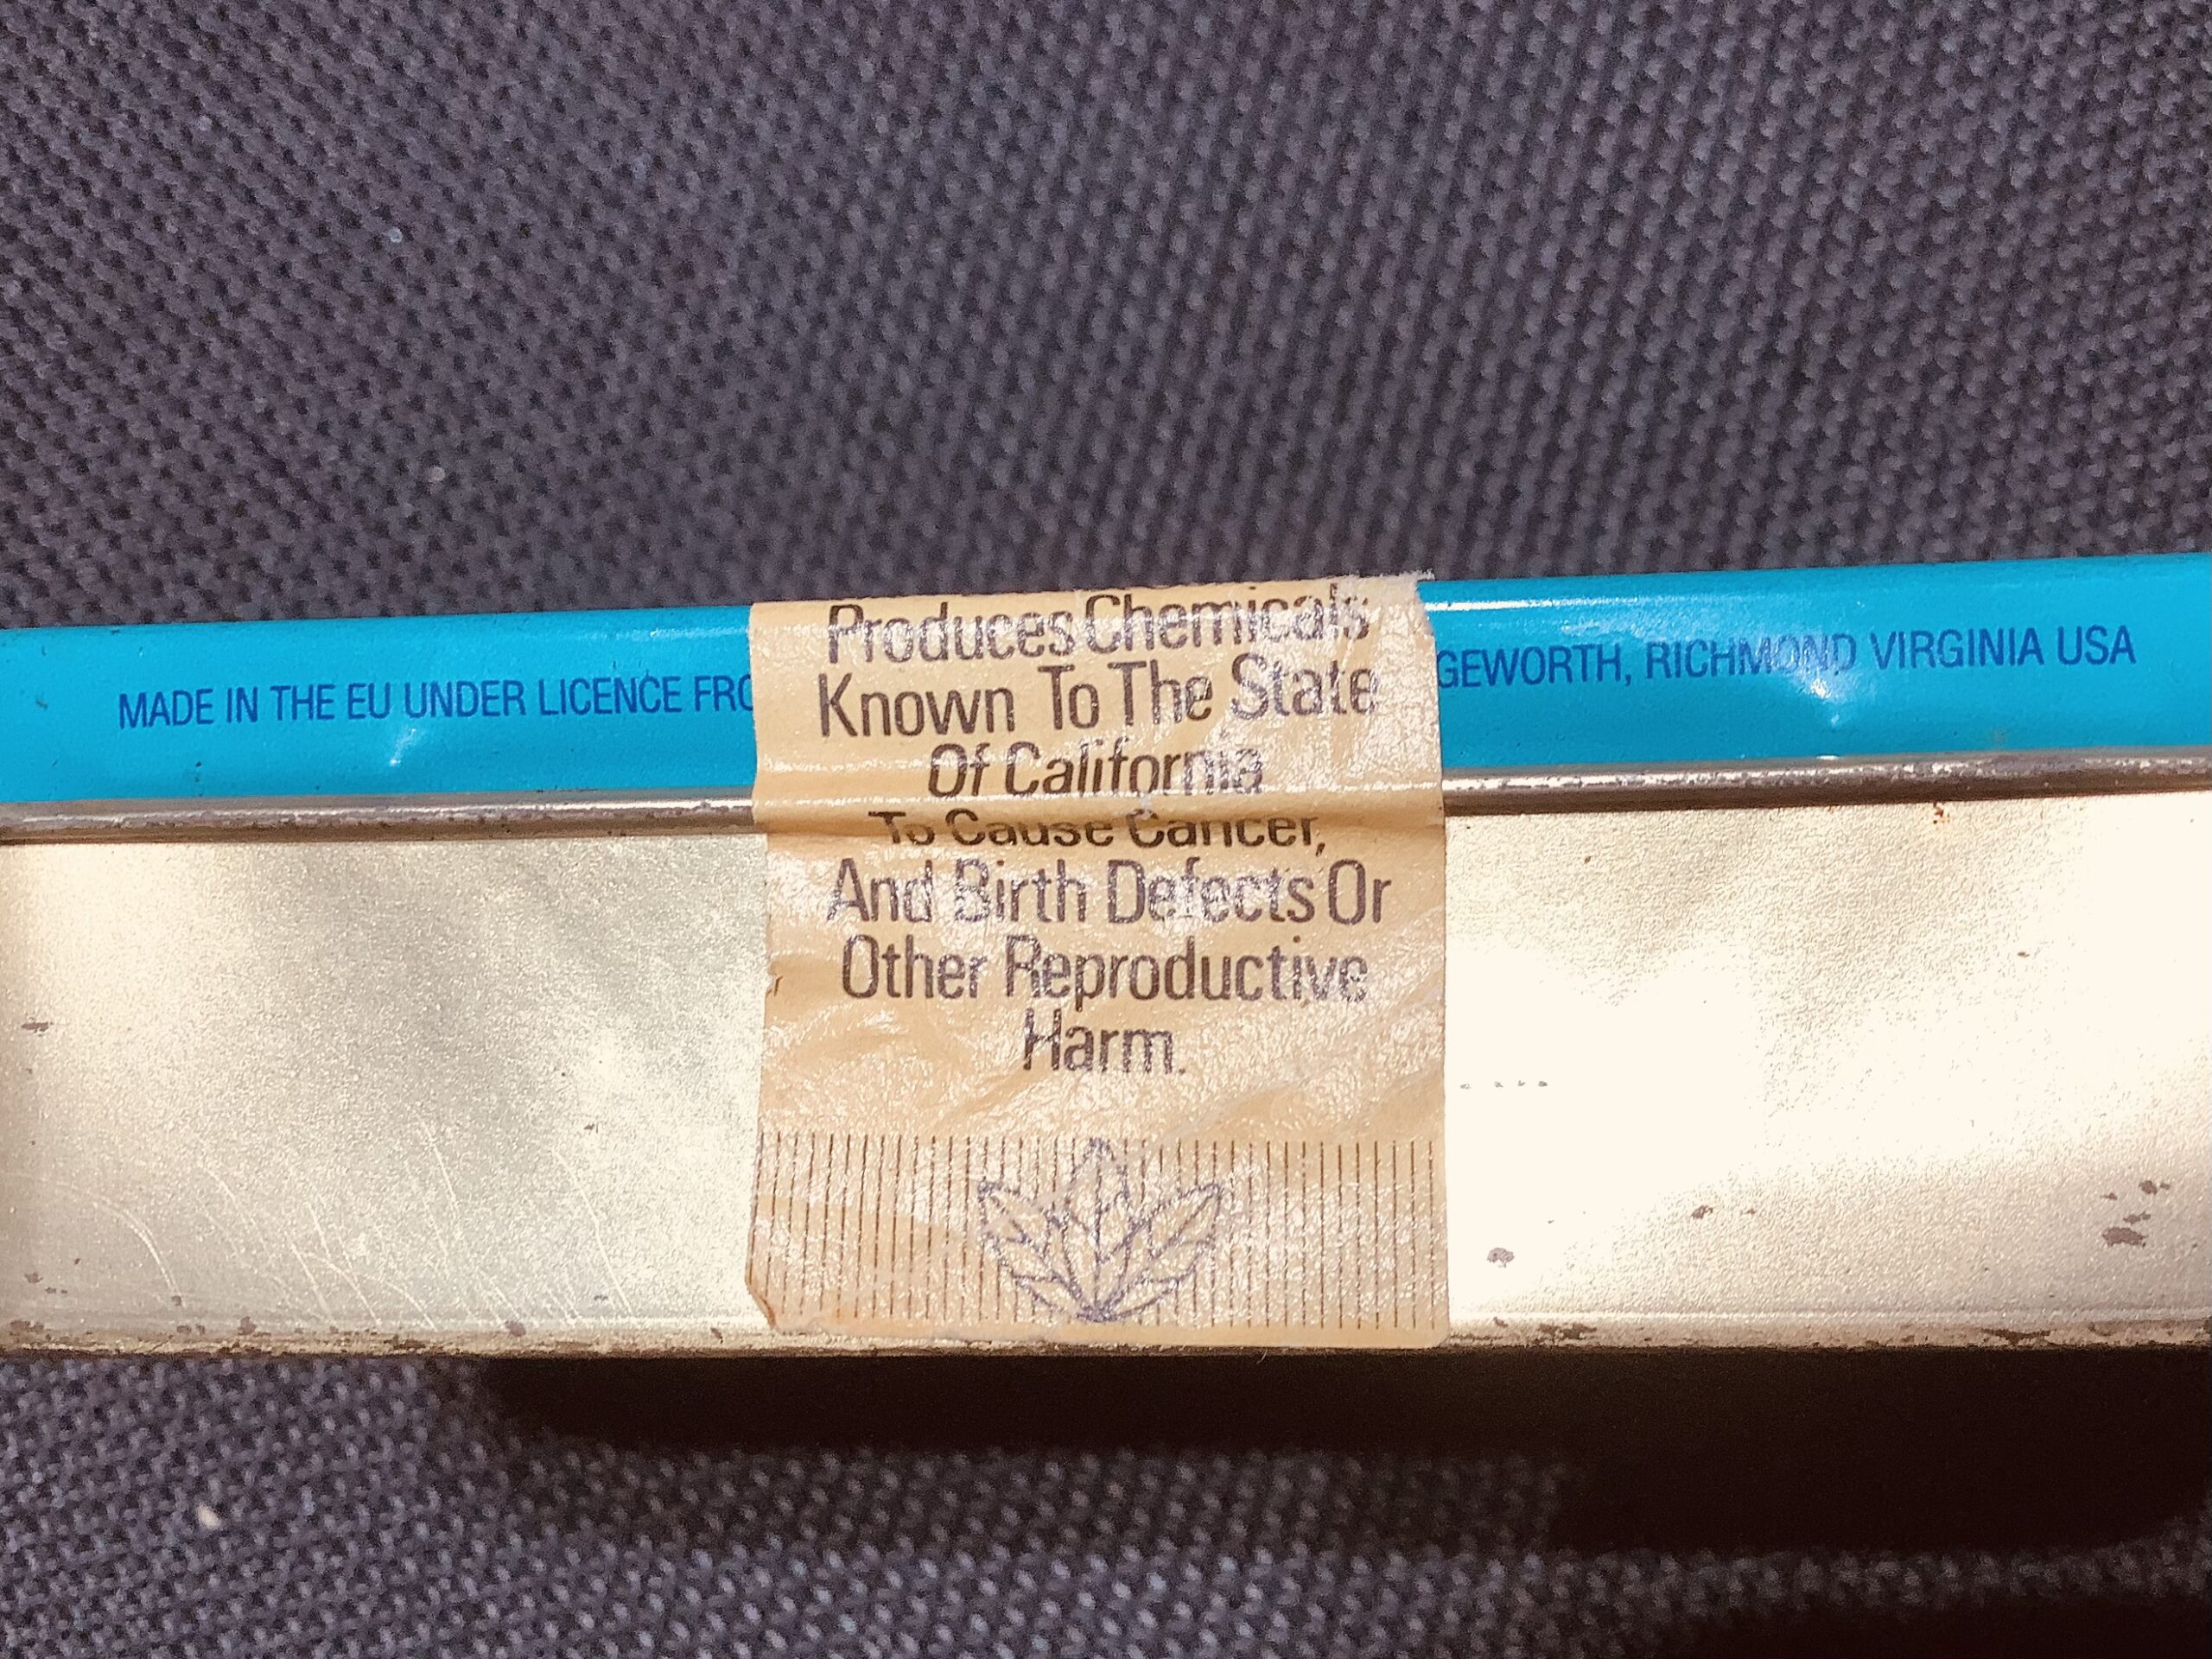 Produces Chemicals
Known To The State
Of California
To Cause Cancer,
And Birth Defects Or
Other Reproductive
Harm.
MADE IN THE EU UNDER LICENCE FRO
GEWORTH, RICHMOND VIRGINIA USA